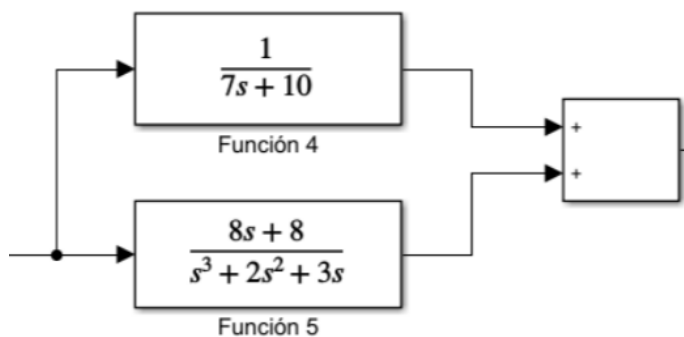 1
7s + 10
Función 4
+
+
8s + 8
s³ + 2s² + 3s
Función 5